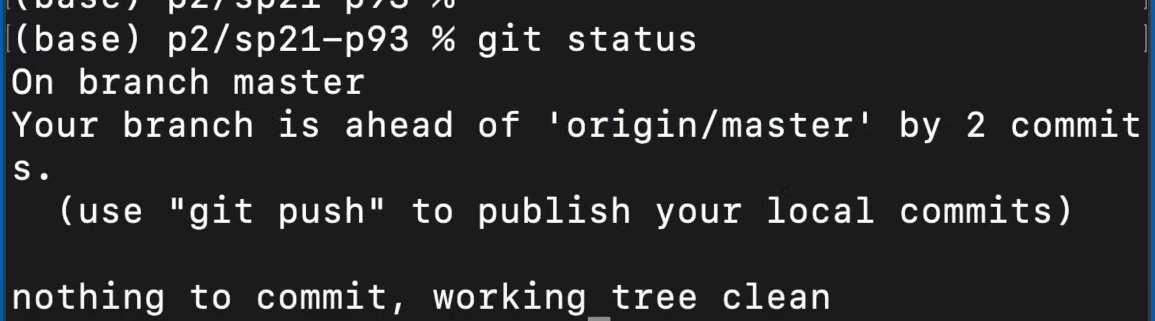 (base) p2/sp21-p93 %
[(base) p2/sp21-p93 % git status ]
On branch master
Your branch is ahead of 'origin/master' by 2 commit
s.
  (use "git push" to publish your local commits)

nothing to commit, working tree clean